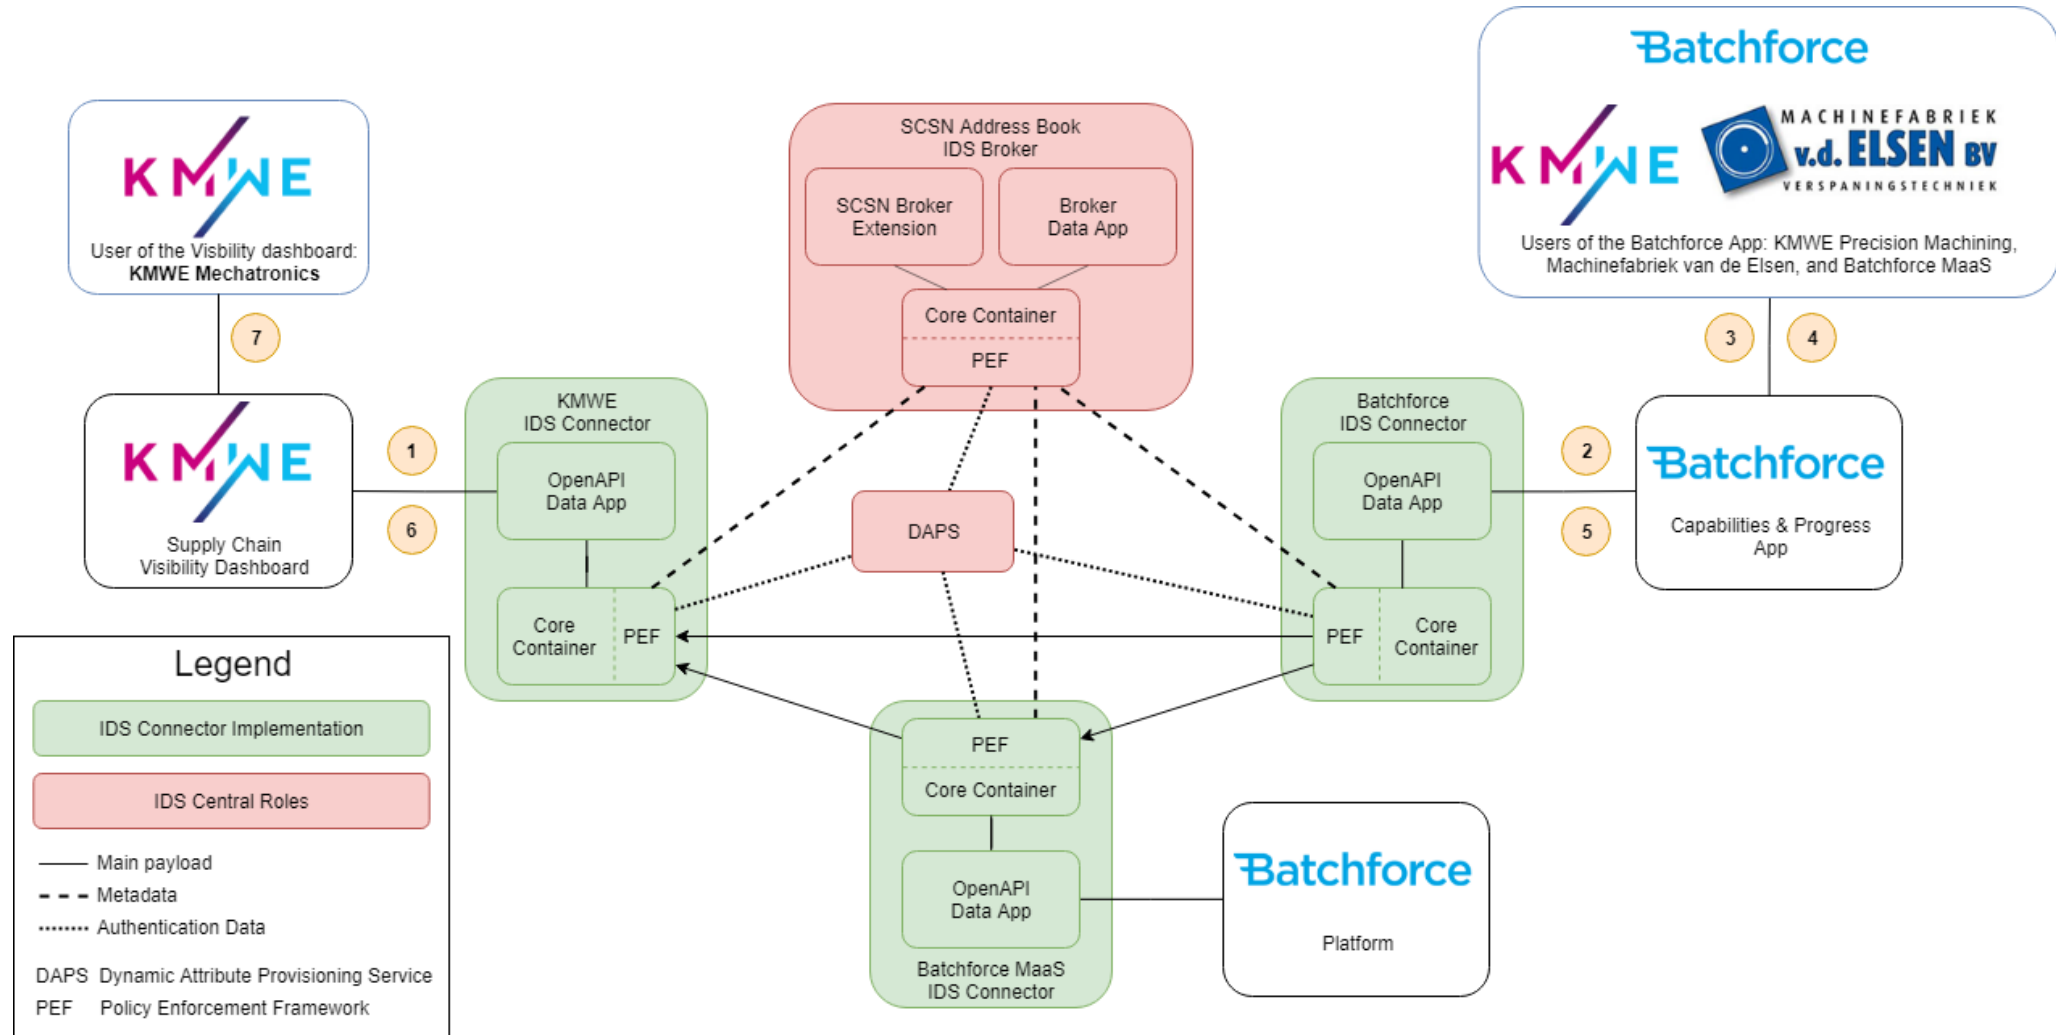 Batchforce
KMWE
MACHINEFABRIEK
v.d. ELSEN BV
VERSPANINGSTECHNIEK
Users of the Batchforce App: KMWE Precision Machining,
Machinefabriek van de Elsen, and Batchforce MaaS
KMWE
User of the Visbility dashboard:
KMWE Mechatronics
SCSN Address Book
IDS Broker
SCSN Broker
Extension
Broker
Data App
Core Container
PEF
7
3
4
KMWE
Supply Chain
Visibility Dashboard
1
6
KMWE
IDS Connector
OpenAPI
Data App
Core
Container
PEF
DAPS
Batchforce
IDS Connector
OpenAPI
Data App
PEF
Core
Container
2
5
Batchforce
Capabilities & Progress
App
PEF
Core Container
OpenAPI
Data App
Batchforce MaaS
IDS Connector
Batchforce
Platform
Legend
IDS Connector Implementation
IDS Central Roles
Main payload
Metadata
Authentication Data
DAPS Dynamic Attribute Provisioning Service
PEF Policy Enforcement Framework